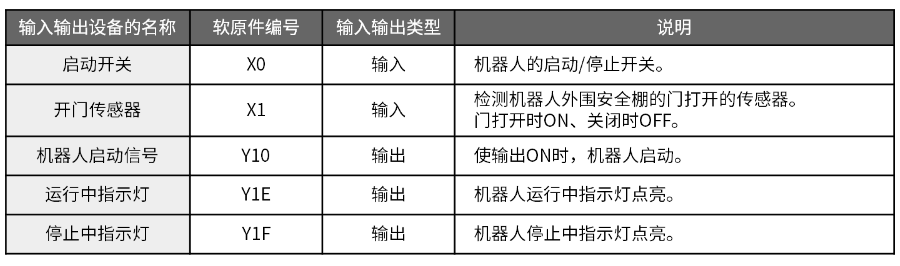 输入输出设备的名称 软原件编号 输入输出类型 说明
启动开关 X0 输入 机器人的启动/停止开关。
开门传感器 X1 输入 检测机器人外围安全棚的门打开的传感器。
门打开时ON、关闭时OFF。
机器人启动信号 Y10 输出 使输出ON时，机器人启动。
运行中指示灯 Y1E 输出 机器人运行中指示灯点亮。
停止中指示灯 Y1F 输出 机器人停止中指示灯点亮。